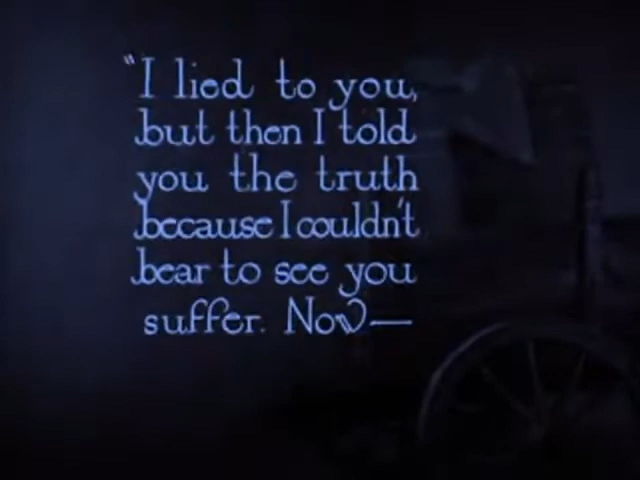 "I lied to you,
but then I told
you the truth
because I couldn't
bear to see you
suffer. Now—